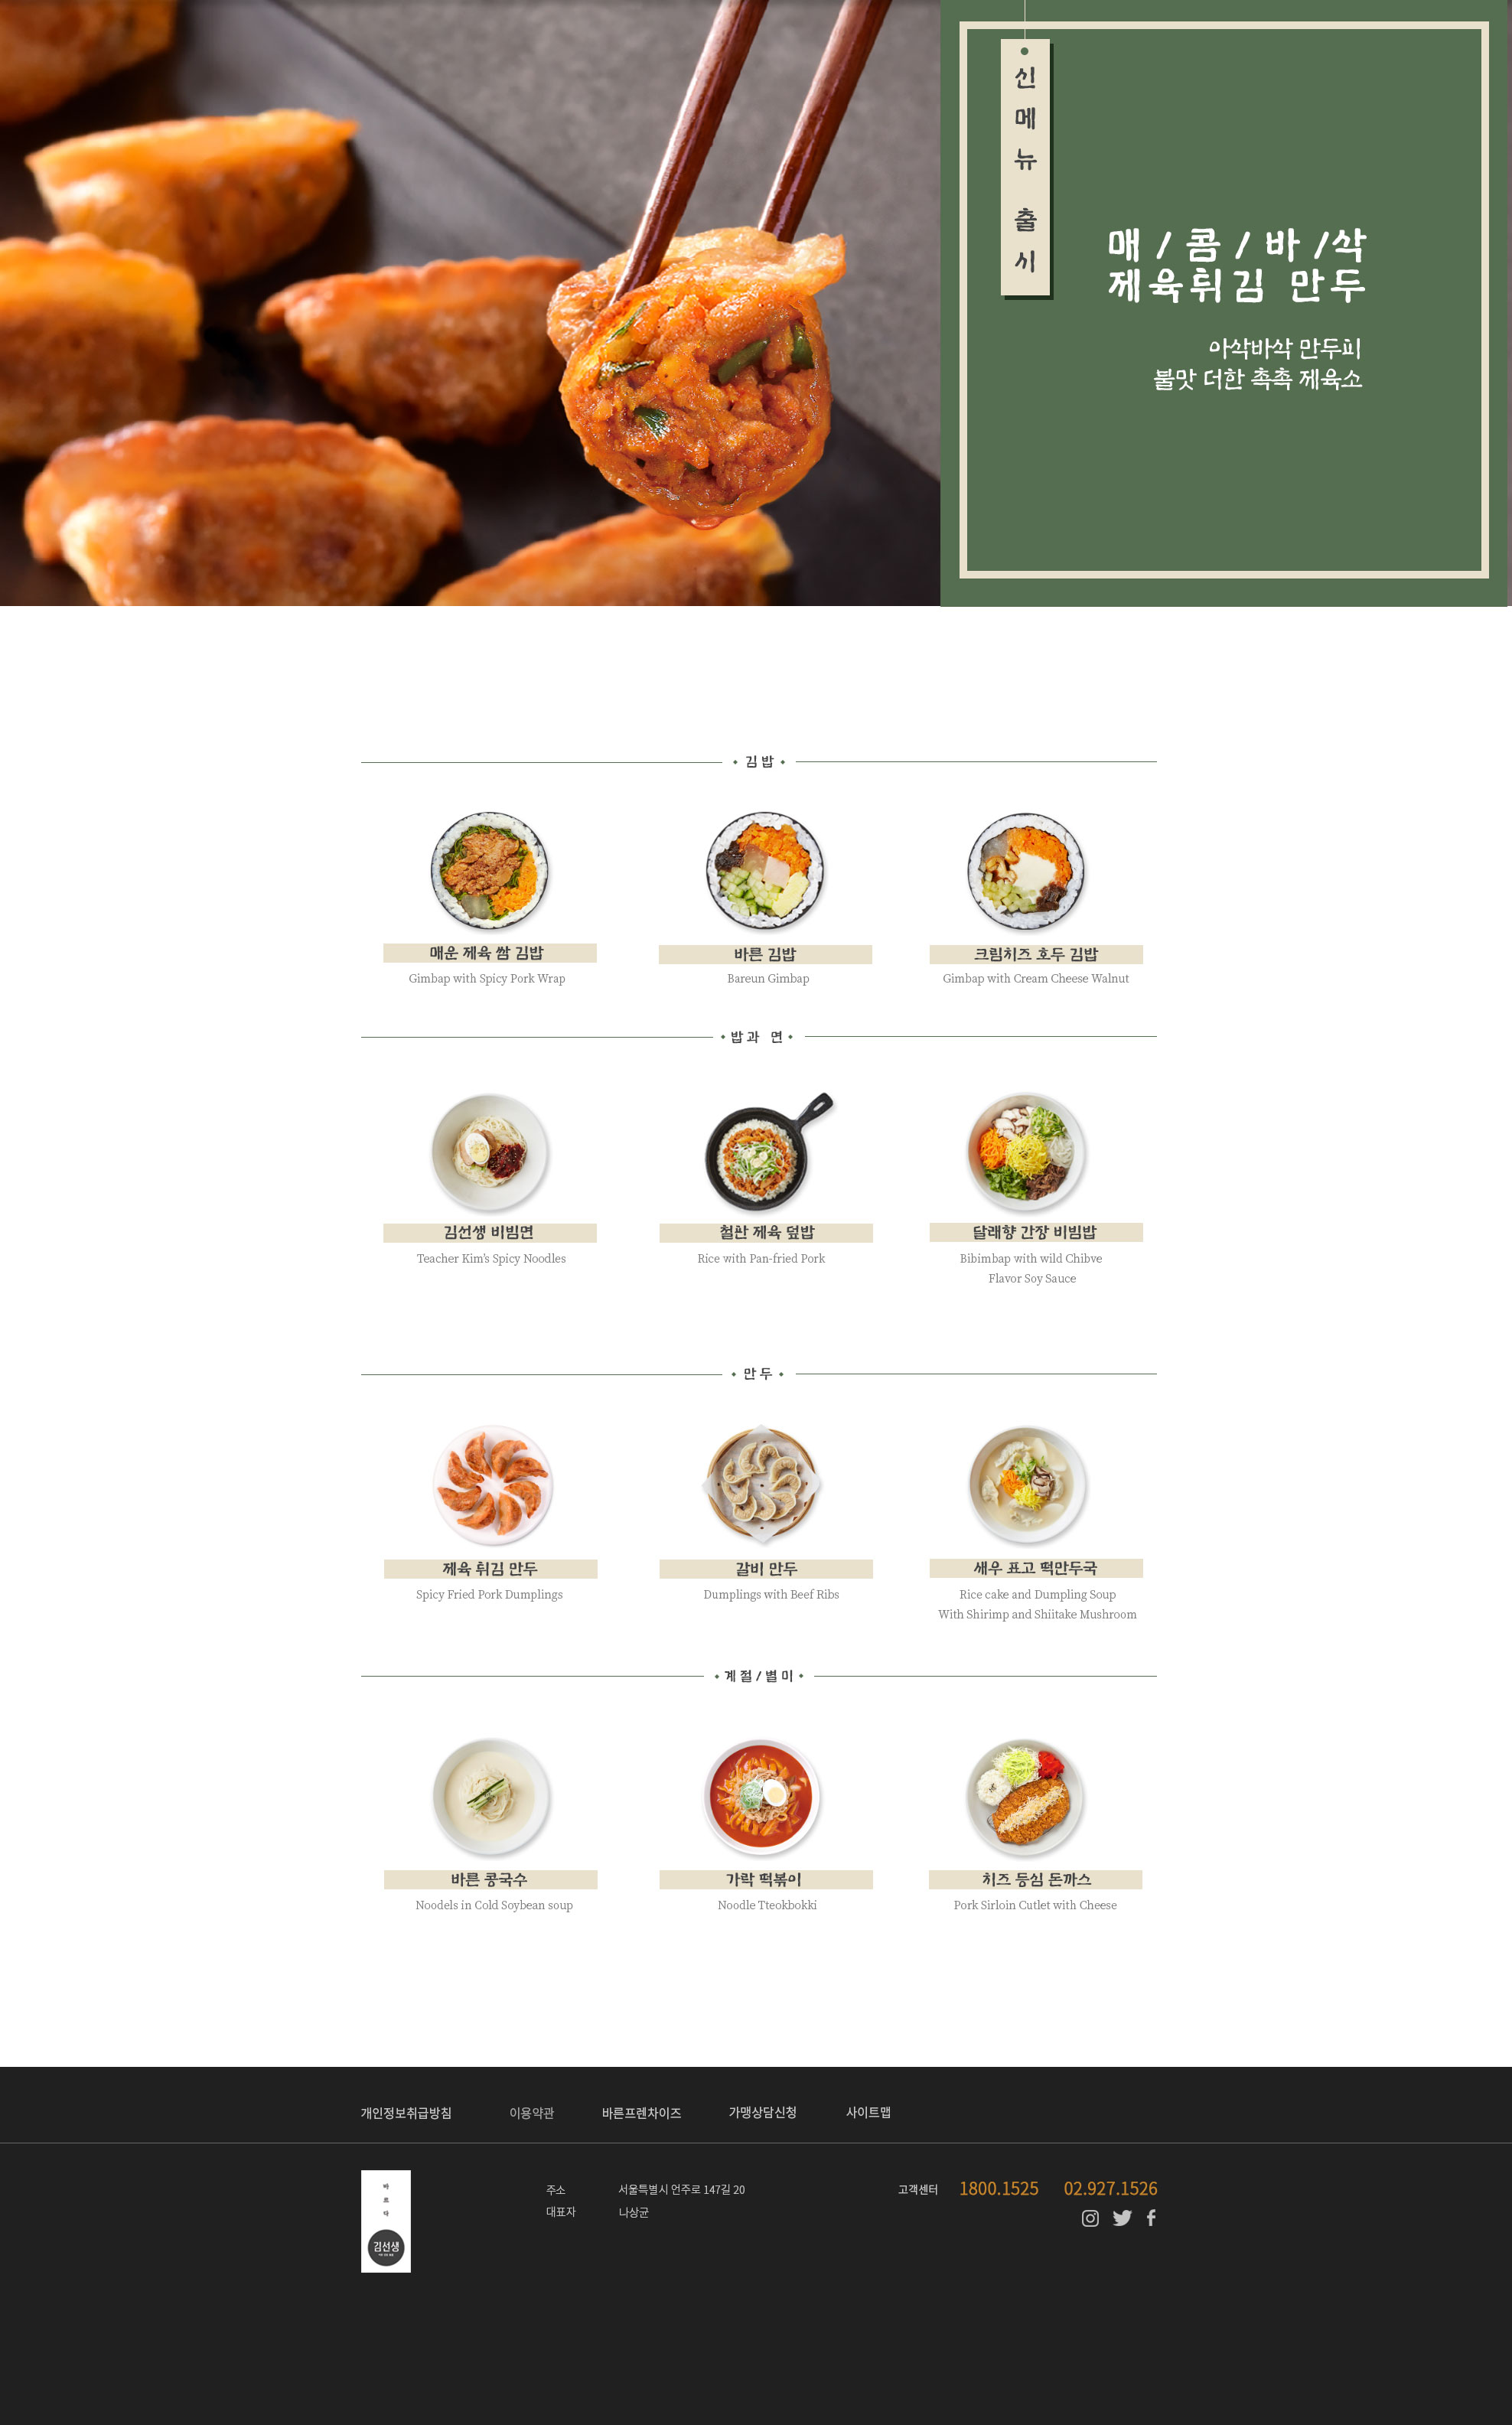 신메뉴 출시
매 / 콤 / 바 /삭
제육튀김 만두
아삭바삭 만두피
불맛 더한 촉촉 제육소
김밥
매운 제육 쌈 김밥
바른 김밥
크림치즈 호두 김밥
Gimbap with Spicy Pork Wrap
Bareun Gimbap
Gimbap with Cream Cheese Walnut
밥과 면
김선생 비빔면
철판 제육 덮밥
달래향 간장 비빔밥
Teacher Kim's Spicy Noodles
Rice with Pan-fried Pork
Bibimbap with wild Chibve
Flavor Soy Sauce
만두
제육 튀김 만두
갈비 만두
새우 표고 떡만두국
Spicy Fried Pork Dumplings
Dumplings with Beef Ribs
Rice cake and Dumpling Soup
With Shirimp and Shiitake Mushroom
계절/별미
바른 콩국수
가락 떡볶이
치즈 등심 돈까스
Noodels in Cold Soybean soup
Noodle Tteokbokki
Pork Sirloin Cutlet with Cheese
개인정보취급방침
이용약관
바른프렌차이즈
가맹상담신청
사이트맵
바르다
김선생
주소
서울특별시 언주로 147길 20
대표자
나상균
고객센터
1800.1525
02.927.1526